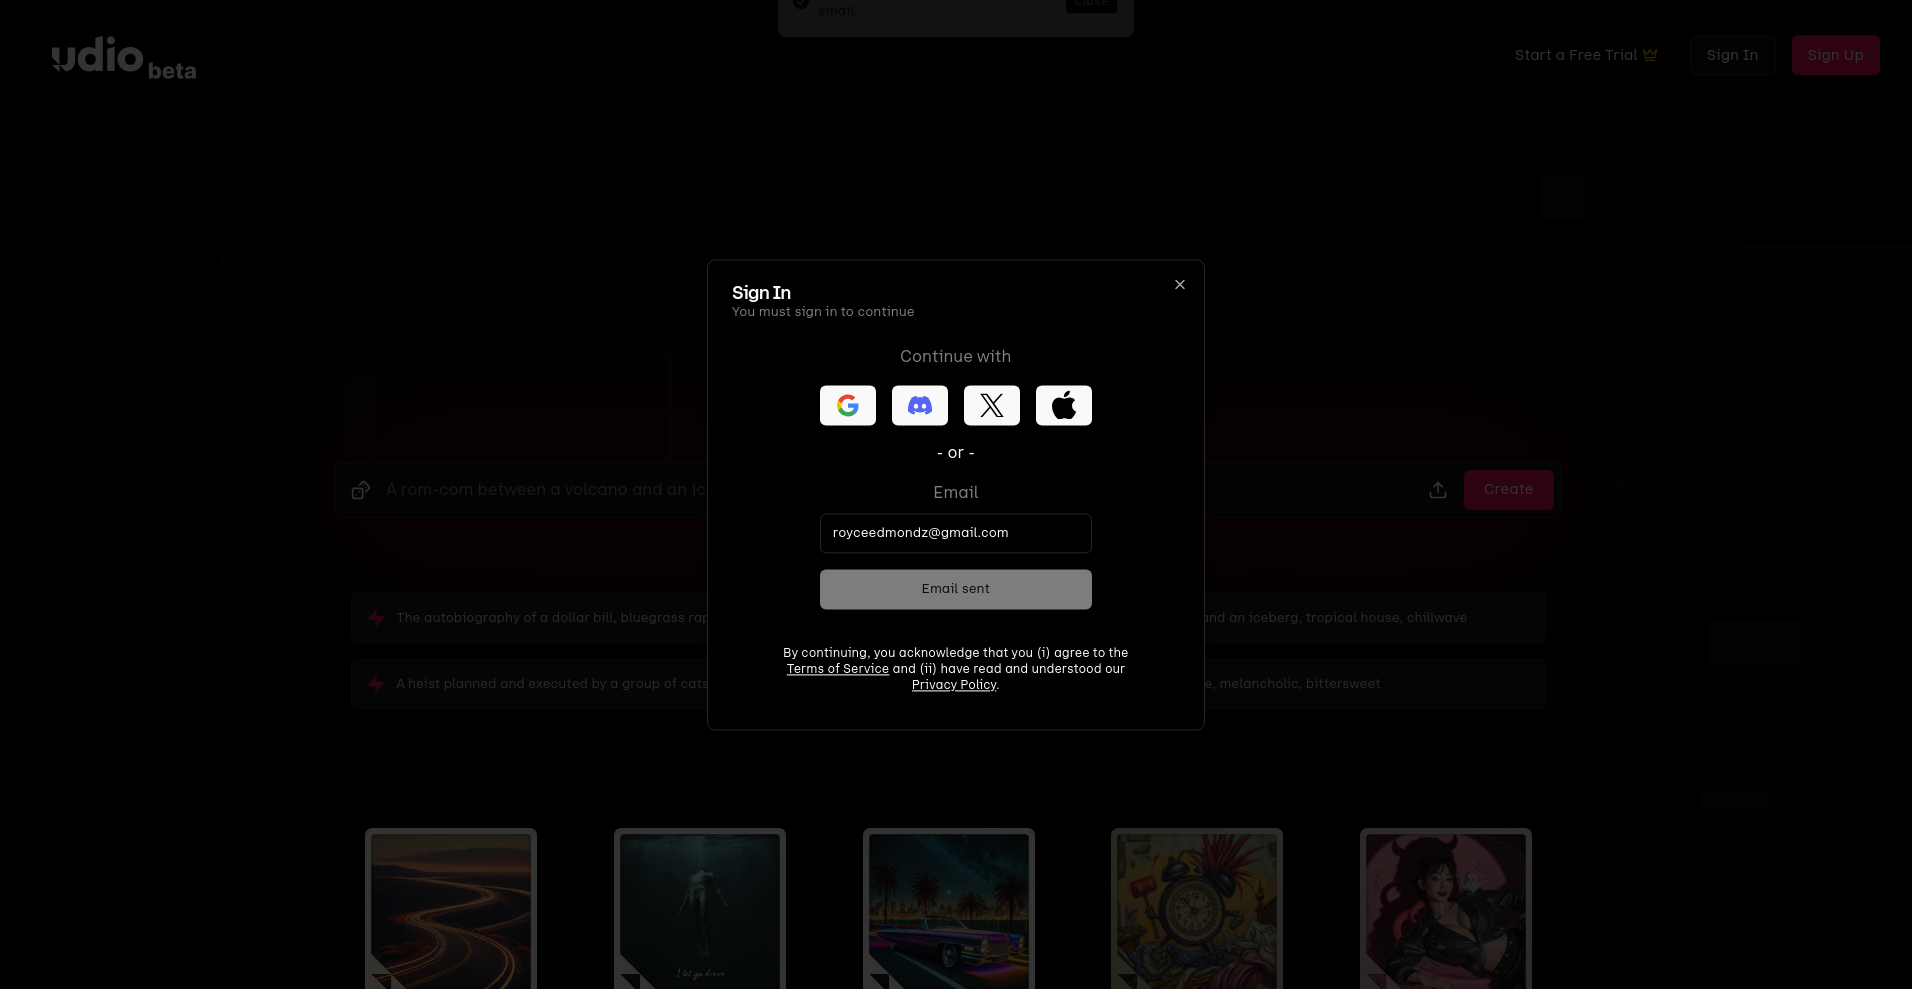 email.
Close
udio beta
Start a Free Trial
Sign In
Sign Up
Sign In
You must sign in to continue
Continue with
- or -
A rom-com between a volcano and an ic
Create
Email
royceedmondz@gmail.com
Email sent
The autobiography of a dollar bill, bluegrass rap
and an iceberg, tropical house, chillwave
By continuing, you acknowledge that you (i) agree to the
Terms of Service and (ii) have read and understood our
Privacy Policy.
A heist planned and executed by a group of cats
e, melancholic, bittersweet
I let you drown